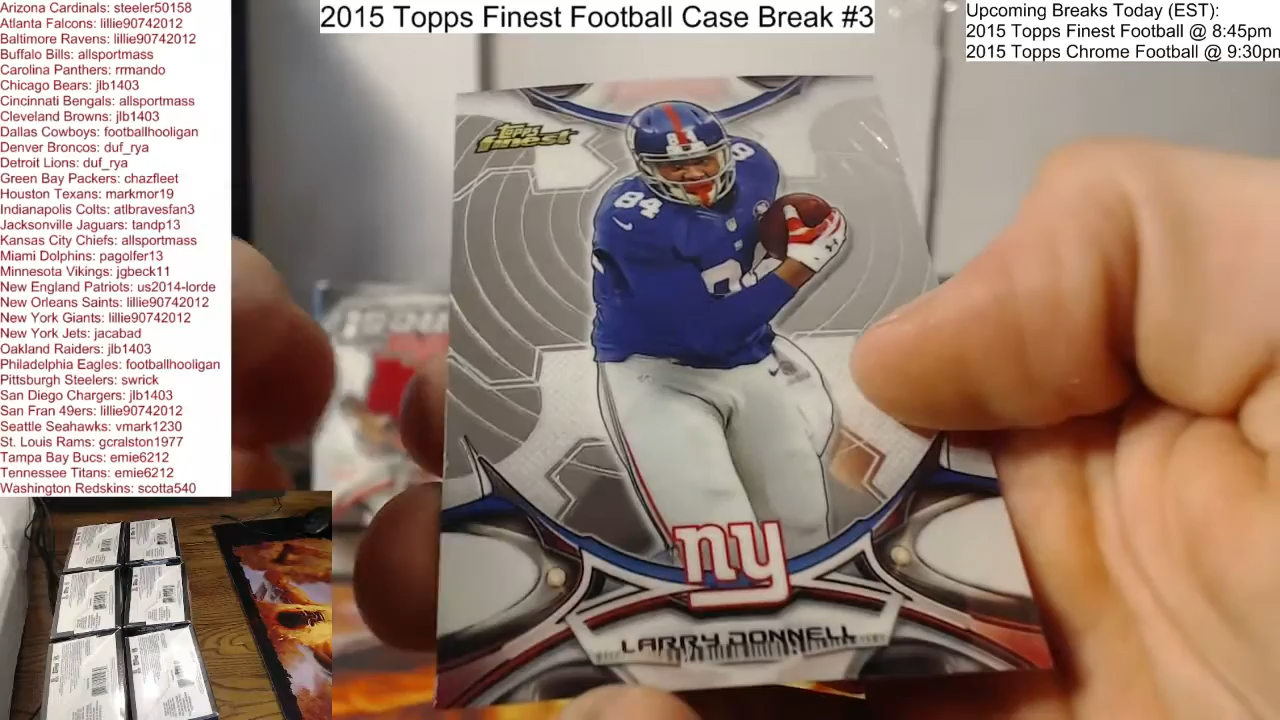 Arizona Cardinals: steeler50158
Atlanta Falcons: lillie90742012
Baltimore Ravens: lillie90742012
Buffalo Bills: allsportmass
Carolina Panthers: rrmando
Chicago Bears: jlb1403
Cincinnati Bengals: allsportmass
Cleveland Browns: jlb1403
Dallas Cowboys: footballhooligan
Denver Broncos: duf_rya
Detroit Lions: duf_rya
Green Bay Packers: chazfleet
Houston Texans: markmor19
Indianapolis Colts: atlbravesfan3
Jacksonville Jaguars: tandp13
Kansas City Chiefs: allsportmass
Miami Dolphins: pagolfer13
Minnesota Vikings: jgbeck11
New England Patriots: us2014-lorde
New Orleans Saints: lillie90742012
New York Giants: lillie90742012
New York Jets: jacabad
Oakland Raiders: jlb1403
Philadelphia Eagles: footballhooligan
Pittsburgh Steelers: swrick
San Diego Chargers: jlb1403
San Fran 49ers: lillie90742012
Seattle Seahawks: vmark1230
St. Louis Rams: gcralston1977
Tampa Bay Bucs: emie6212
Tennessee Titans: emie6212
Washington Redskins: scotta540
2015 Topps Finest Football Case Break #3
Upcoming Breaks Today (EST):
2015 Topps Finest Football @ 8:45pm
2015 Topps Chrome Football @ 9:30pm
Topps
finest
84
84
ny
LARRY DONNELL